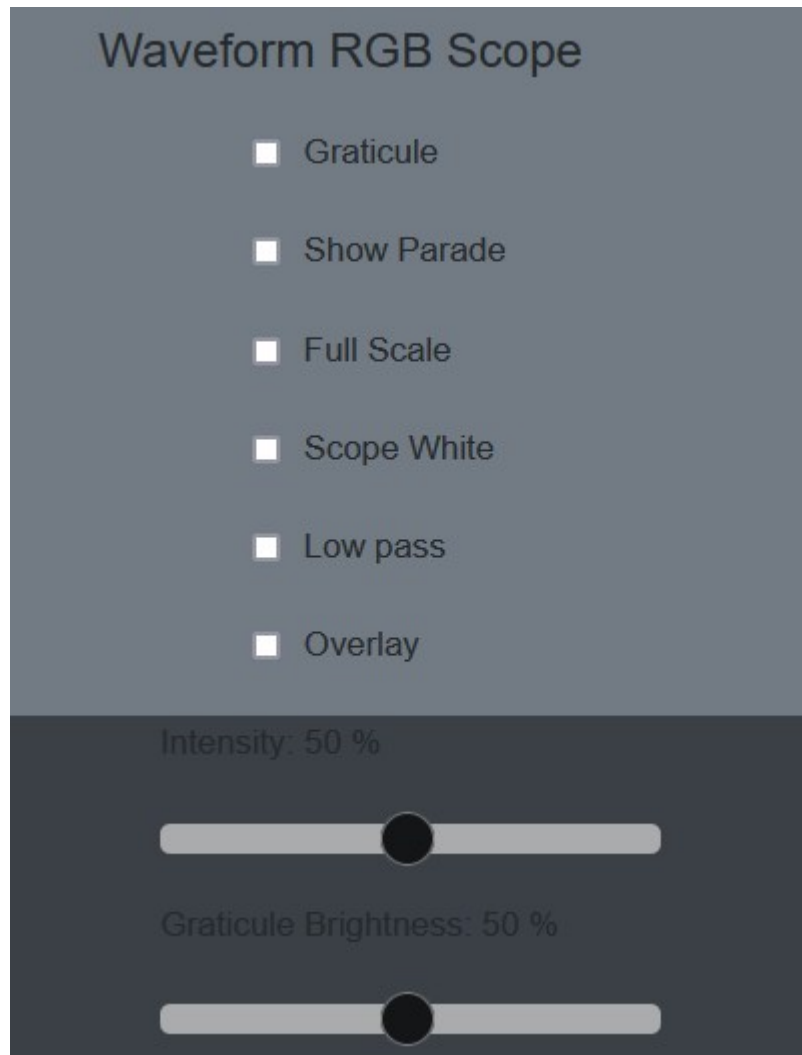 Waveform RGB Scope
Graticule
Show Parade
Full Scale
Scope White
Low pass
Overlay
Intensity: 50 %
Graticule Brightness: 50 %